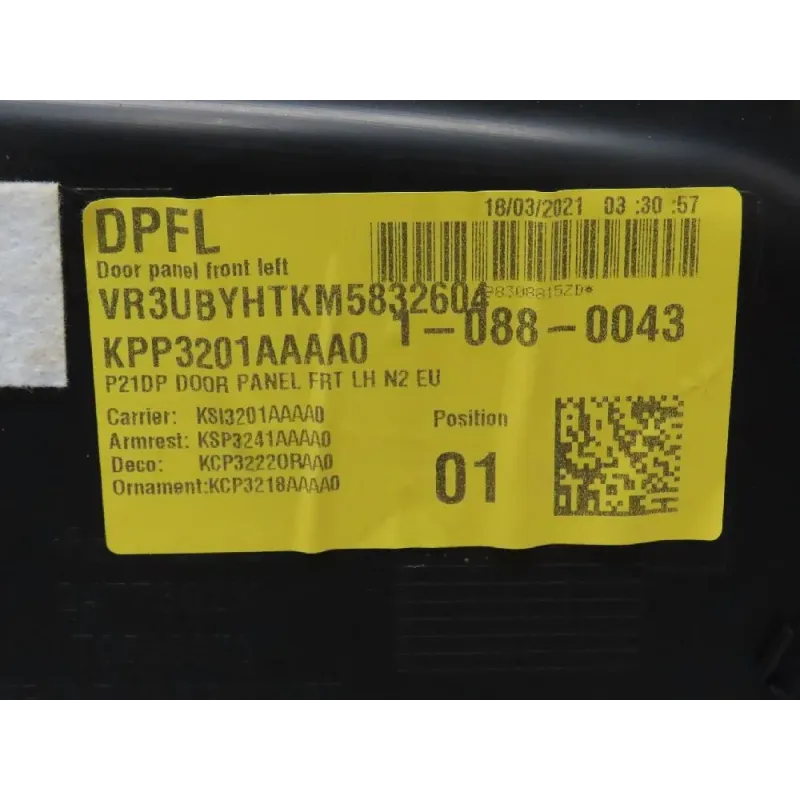 18/03/2021 03:30:57
DPFL
Door panel front left
VR3UBYHTKM5832604
1-088-0043
KPP3201AAAA0
P21DP DOOR PANEL FRT LH N2 EU
Carrier: KSI3201AAAA0
Armrest: KSP3241AAAA0
Deco: KCP32220RAA0
Ornament:KCP3218AAAA0
Position
01